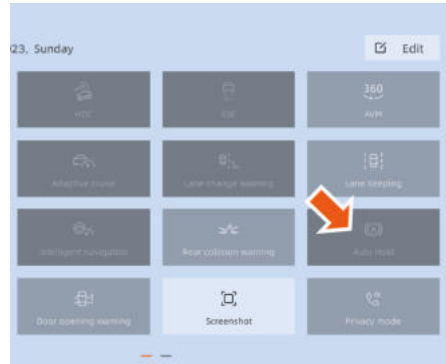 23, Sunday
Edit
HDC
ESE
360
AVM
Adaptive cruise
Lane change warning
Lane keeping
Intelligent navigation
Rear collision warning
Auto Hold
Door opening warning
Screenshot
Privacy mode